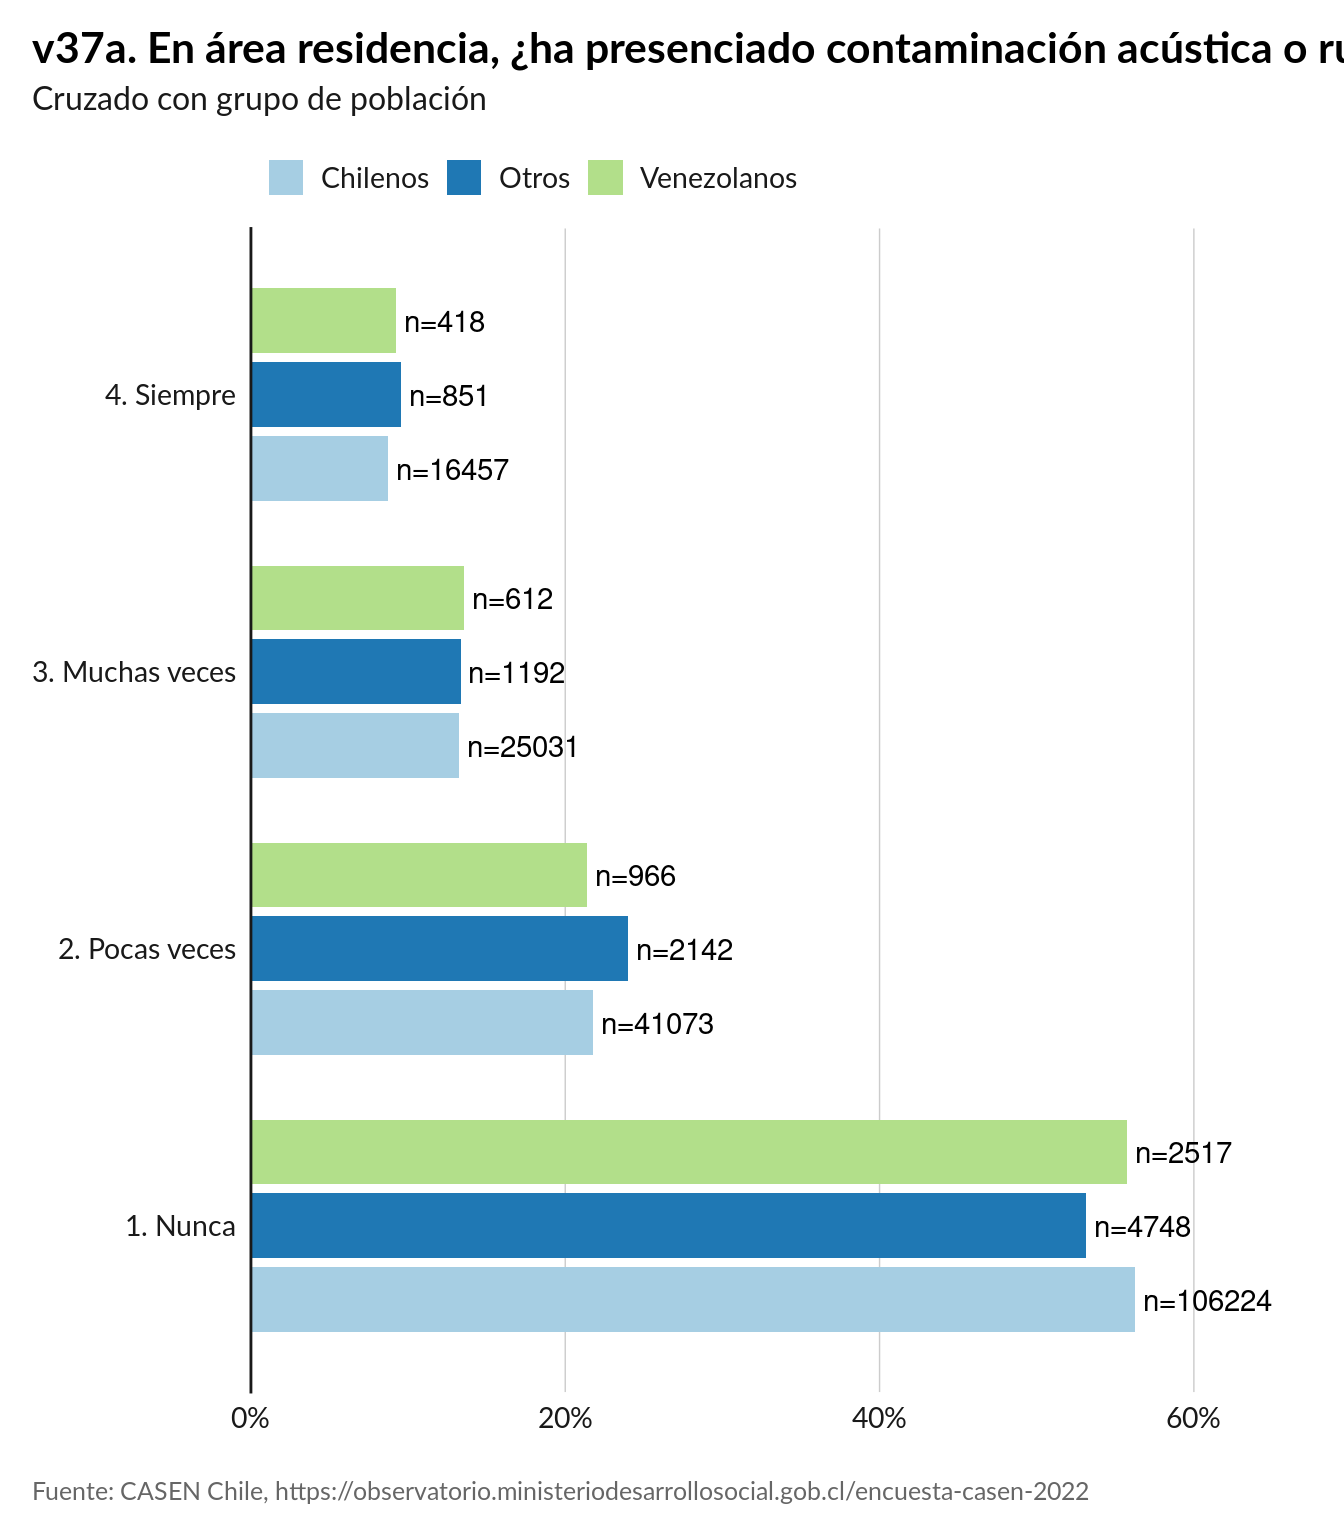 v37a. En área residencia, ¿ha presenciado contaminación acústica o
Cruzado con grupo de población
Chilenos Otros Venezolanos
n=418
4. Siempre n=851
n=16457
n=612
3. Muchas veces n=1192
n=25031
n=966
2. Pocas veces n=2142
n=41073
n=2517
1. Nunca n=4748
n=106224
0% 20% 40% 60%
Fuente: CASEN Chile, https://observatorio.ministeriodesarrollosocial.gob.cl/encuesta-casen-2022